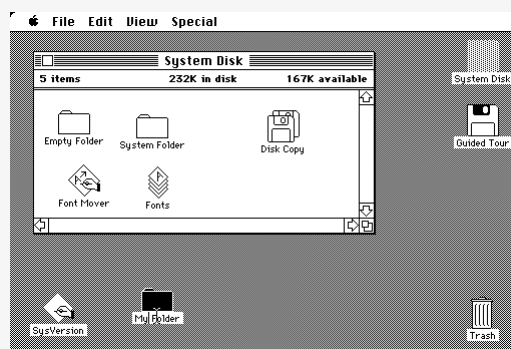 File Edit View Special
System Disk
5 items 232K in disk 167K available
Empty Folder System Folder Disk Copy
Font Mover Fonts
System Disk
Guided Tour
SysVersion My Folder Trash